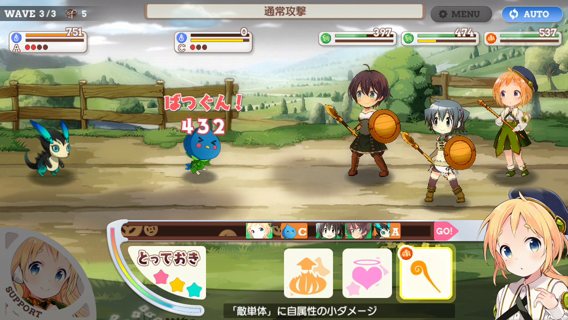 WAVE 3/3 5
通常攻撃
MENU
AUTO
751
A
0
C
397
474
537
ばつぐん!
432
C
A
GO!
とっておき
SUPPORT
「敵単体」に自属性の小ダメージ